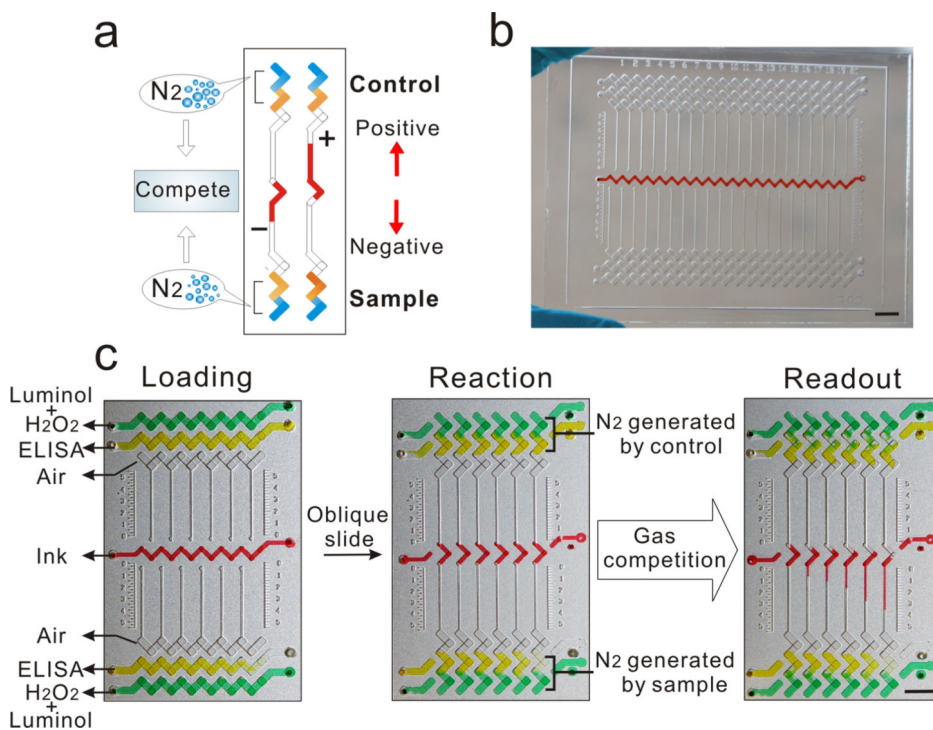 a
N2
Control
Positive
+
Compete
−
Negative
N2
Sample
b
c
Loading
Reaction
Readout
Luminol
+
H2O2
ELISA
Air
Ink
Air
ELISA
H2O2
+
Luminol
Oblique
slide
N2 generated
by control
Gas
competition
N2 generated
by sample